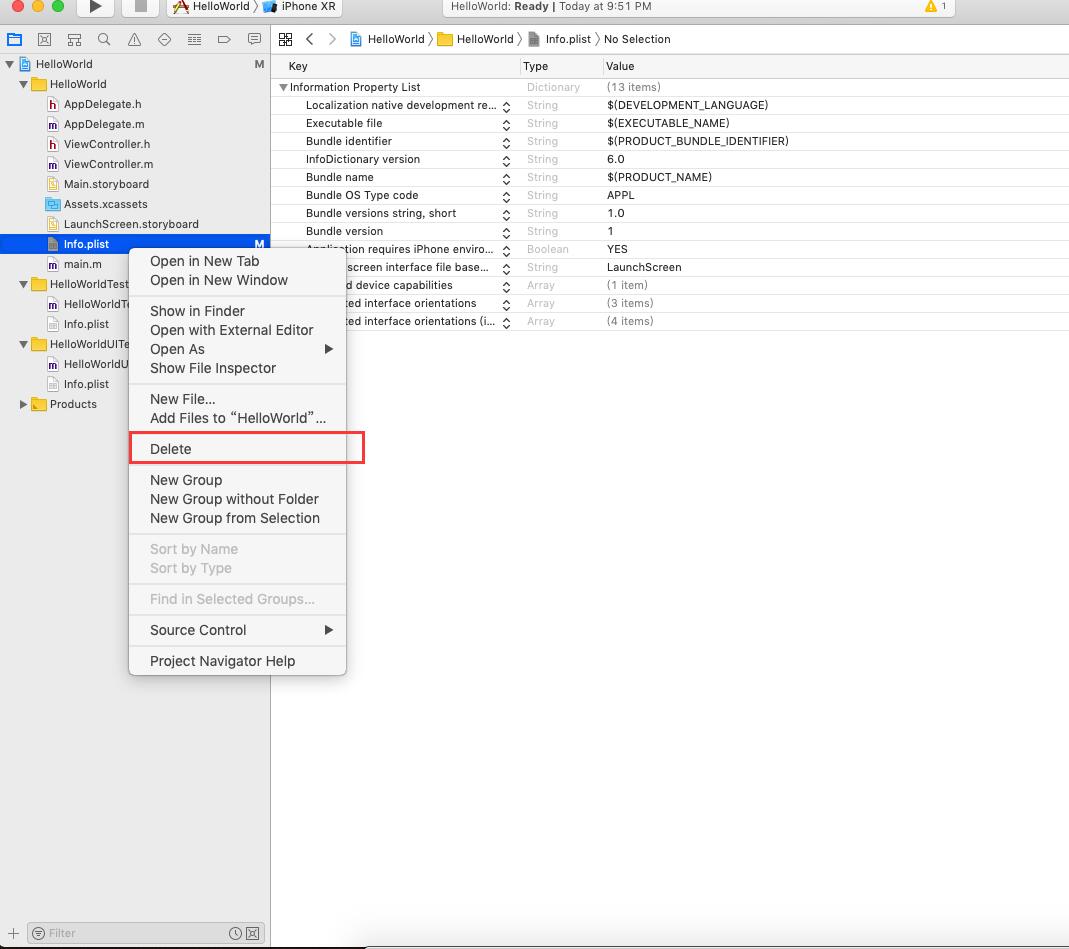 HelloWorld iPhone XR
HelloWorld: Ready | Today at 9:51 PM
1
HelloWorld HelloWorld Info.plist No Selection
HelloWorld M
HelloWorld
AppDelegate.h
AppDelegate.m
ViewController.h
ViewController.m
Main.storyboard
Assets.xcassets
LaunchScreen.storyboard
Info.plist M
main.m
HelloWorldTest
HelloWorldTe
Info.plist
HelloWorldUITe
HelloWorldU
Info.plist
Products
Filter
Key Type Value
Information Property List Dictionary (13 items)
Localization native development re... String $(DEVELOPMENT_LANGUAGE)
Executable file String $(EXECUTABLE_NAME)
Bundle identifier String $(PRODUCT_BUNDLE_IDENTIFIER)
InfoDictionary version String 6.0
Bundle name String $(PRODUCT_NAME)
Bundle OS Type code String APPL
Bundle versions string, short String 1.0
Bundle version String 1
Application requires iPhone enviro... Boolean YES
screen interface file base... String LaunchScreen
d device capabilities Array (1 item)
ted interface orientations Array (3 items)
ted interface orientations (i... Array (4 items)
Open in New Tab
Open in New Window
Show in Finder
Open with External Editor
Open As
Show File Inspector
New File...
Add Files to “HelloWorld”...
Delete
New Group
New Group without Folder
New Group from Selection
Sort by Name
Sort by Type
Find in Selected Groups...
Source Control
Project Navigator Help